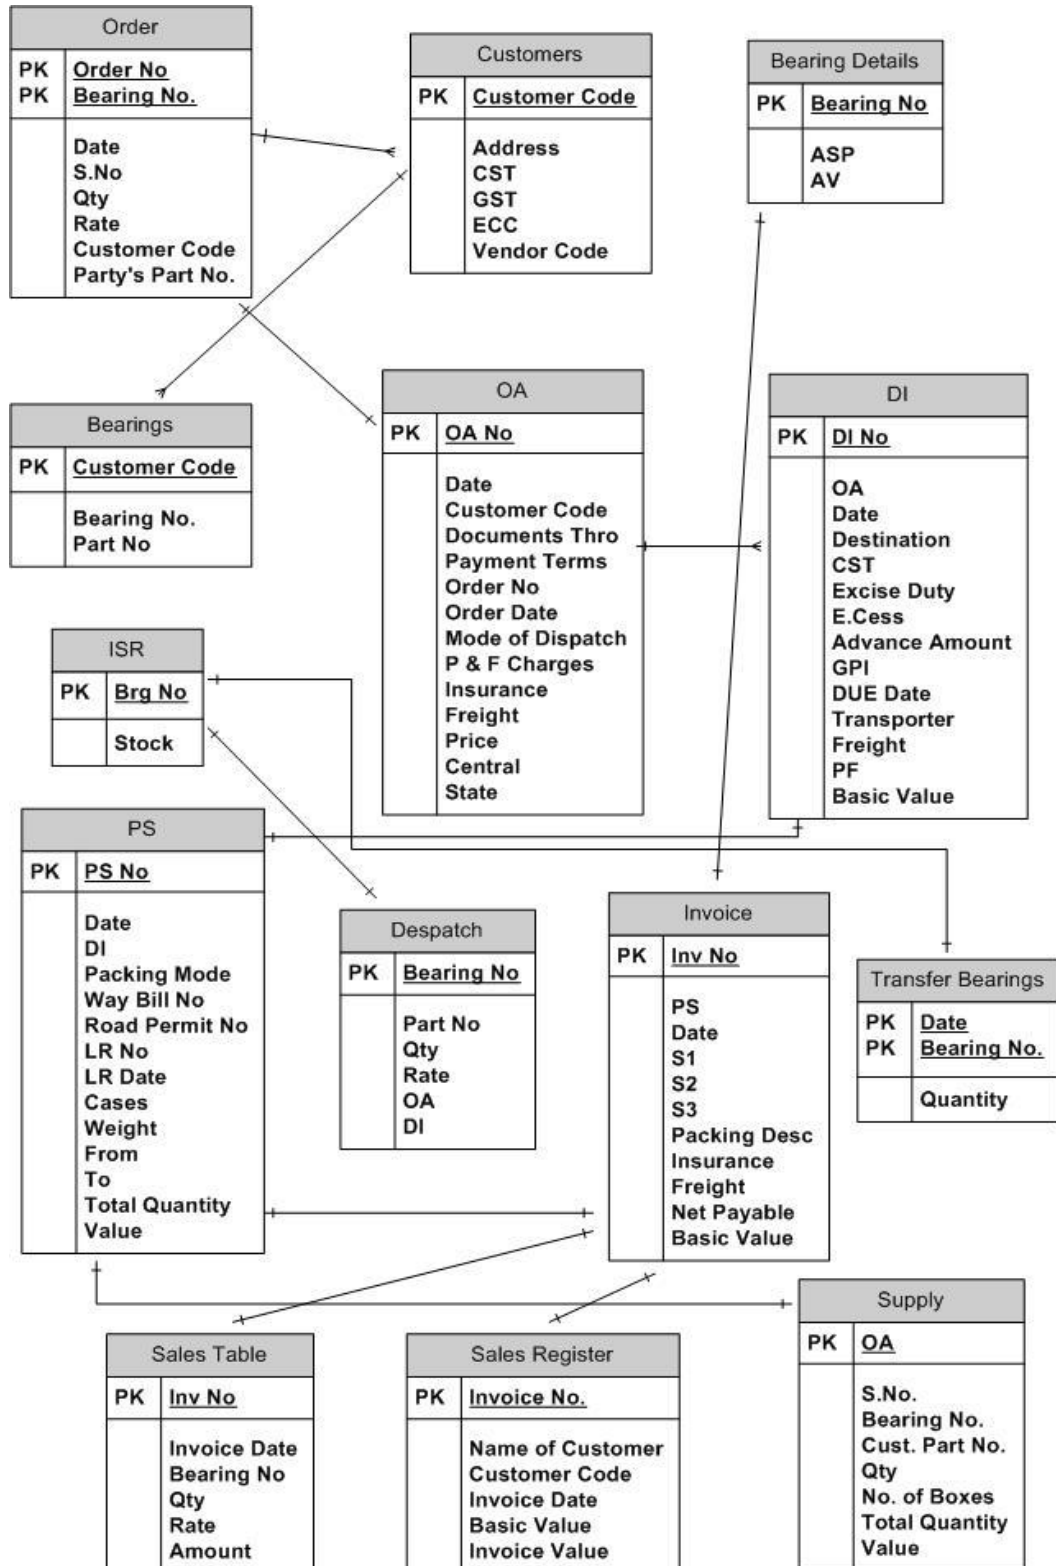 Order
PK Order No
PK Bearing No.
Date
S.No
Qty
Rate
Customer Code
Party's Part No.
Customers
PK Customer Code
Address
CST
GST
ECC
Vendor Code
Bearing Details
PK Bearing No
ASP
AV
Bearings
PK Customer Code
Bearing No.
Part No
OA
PK OA No
Date
Customer Code
Documents Thro
Payment Terms
Order No
Order Date
Mode of Dispatch
P & F Charges
Insurance
Freight
Price
Central
State
DI
PK DI No
OA
Date
Destination
CST
Excise Duty
E.Cess
Advance Amount
GPI
DUE Date
Transporter
Freight
PF
Basic Value
ISR
PK Brg No
Stock
PS
PK PS No
Date
DI
Packing Mode
Way Bill No
Road Permit No
LR No
LR Date
Cases
Weight
From
To
Total Quantity
Value
Despatch
PK Bearing No
Part No
Qty
Rate
OA
DI
Invoice
PK Inv No
PS
Date
S1
S2
S3
Packing Desc
Insurance
Freight
Net Payable
Basic Value
Transfer Bearings
PK Date
PK Bearing No.
Quantity
Sales Table
PK Inv No
Invoice Date
Bearing No
Qty
Rate
Amount
Sales Register
PK Invoice No.
Name of Customer
Customer Code
Invoice Date
Basic Value
Invoice Value
Supply
PK OA
S.No.
Bearing No.
Cust. Part No.
Qty
No. of Boxes
Total Quantity
Value